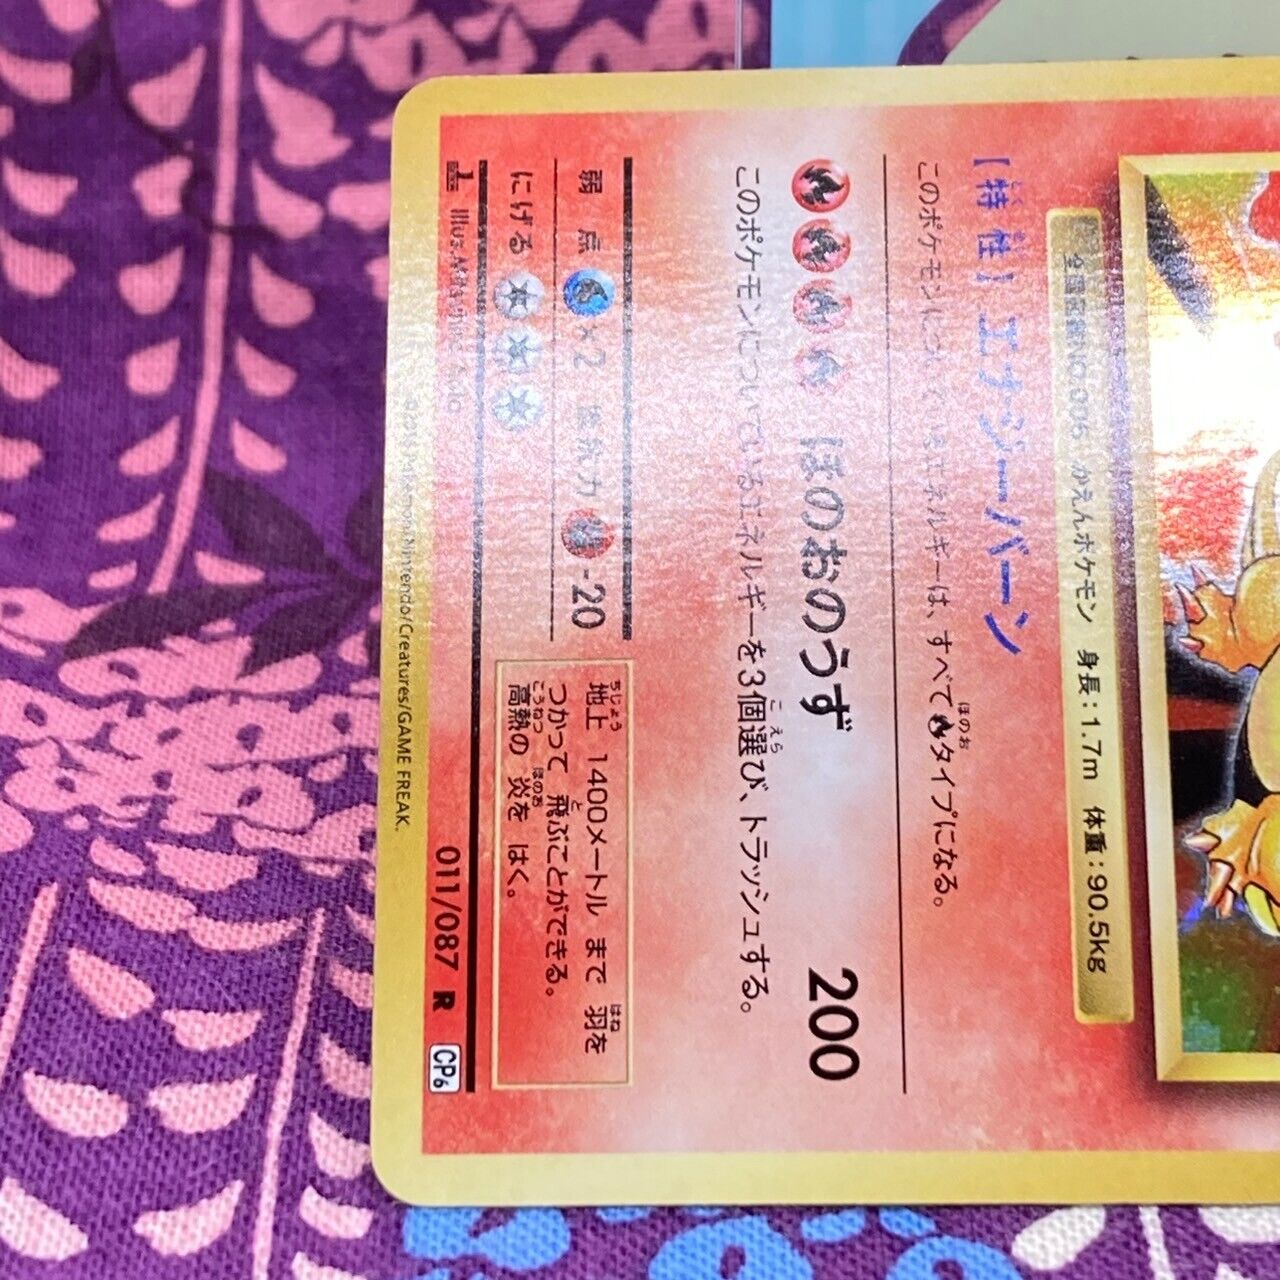 全国図鑑NO.006 かえんポケモン 身長:1.7m 体重:90.5kg
【特性】エナジーバーン
このポケモンについているエネルギーは、すべて タイプになる。
ほのおのうず 200
このポケモンについているエネルギーを3個選び、トラッシュする。
弱点 ×2 抵抗力 -20
にげる
地上 1400メートル まで 羽を
つかって 飛ぶことができる。
高熱の 炎を はく。
1 Illus. Mitsuhiro Arita
011/087 R CP6
Pokémon/Nintendo/Creatures/GAME FREAK.